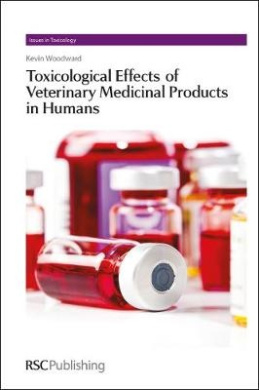 Issues in Toxicology
Kevin Woodward
Toxicological Effects of
Veterinary Medicinal Products
in Humans
RSCPublishing